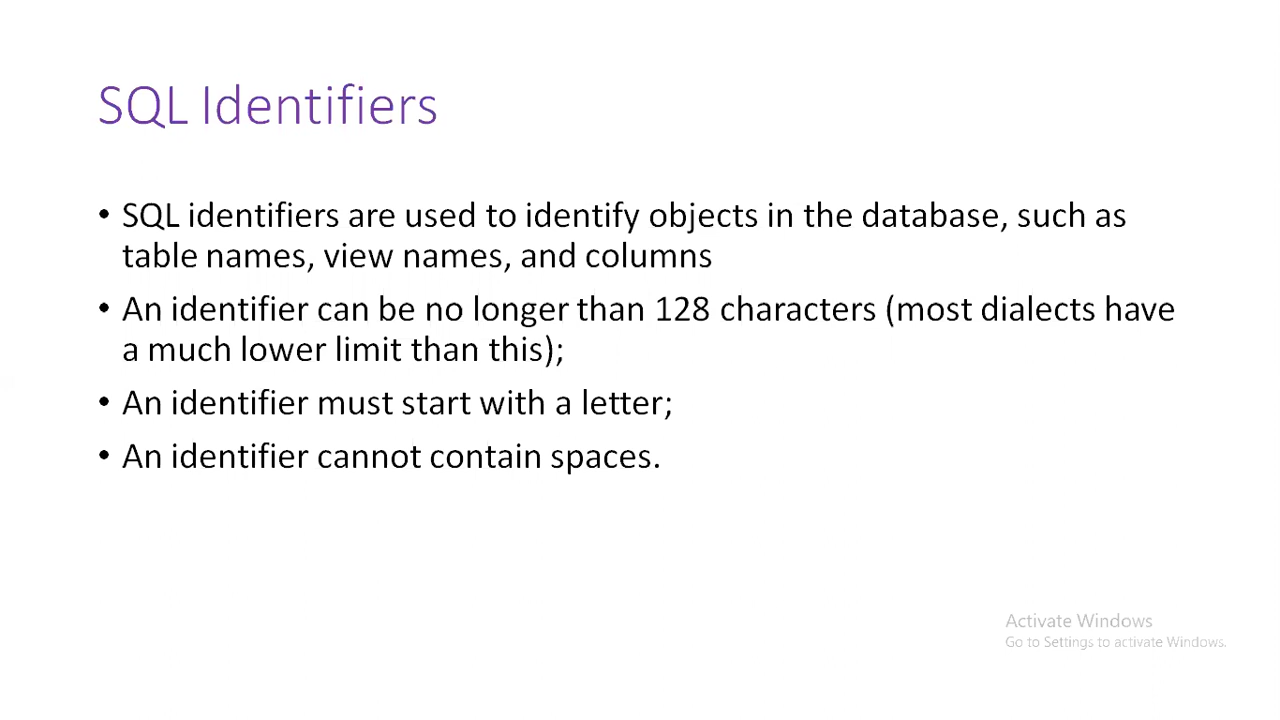 SQL Identifiers
• SQL identifiers are used to identify objects in the database, such as
table names, view names, and columns
• An identifier can be no longer than 128 characters (most dialects have
a much lower limit than this);
• An identifier must start with a letter;
• An identifier cannot contain spaces.
Activate Windows
Go to Settings to activate Windows.